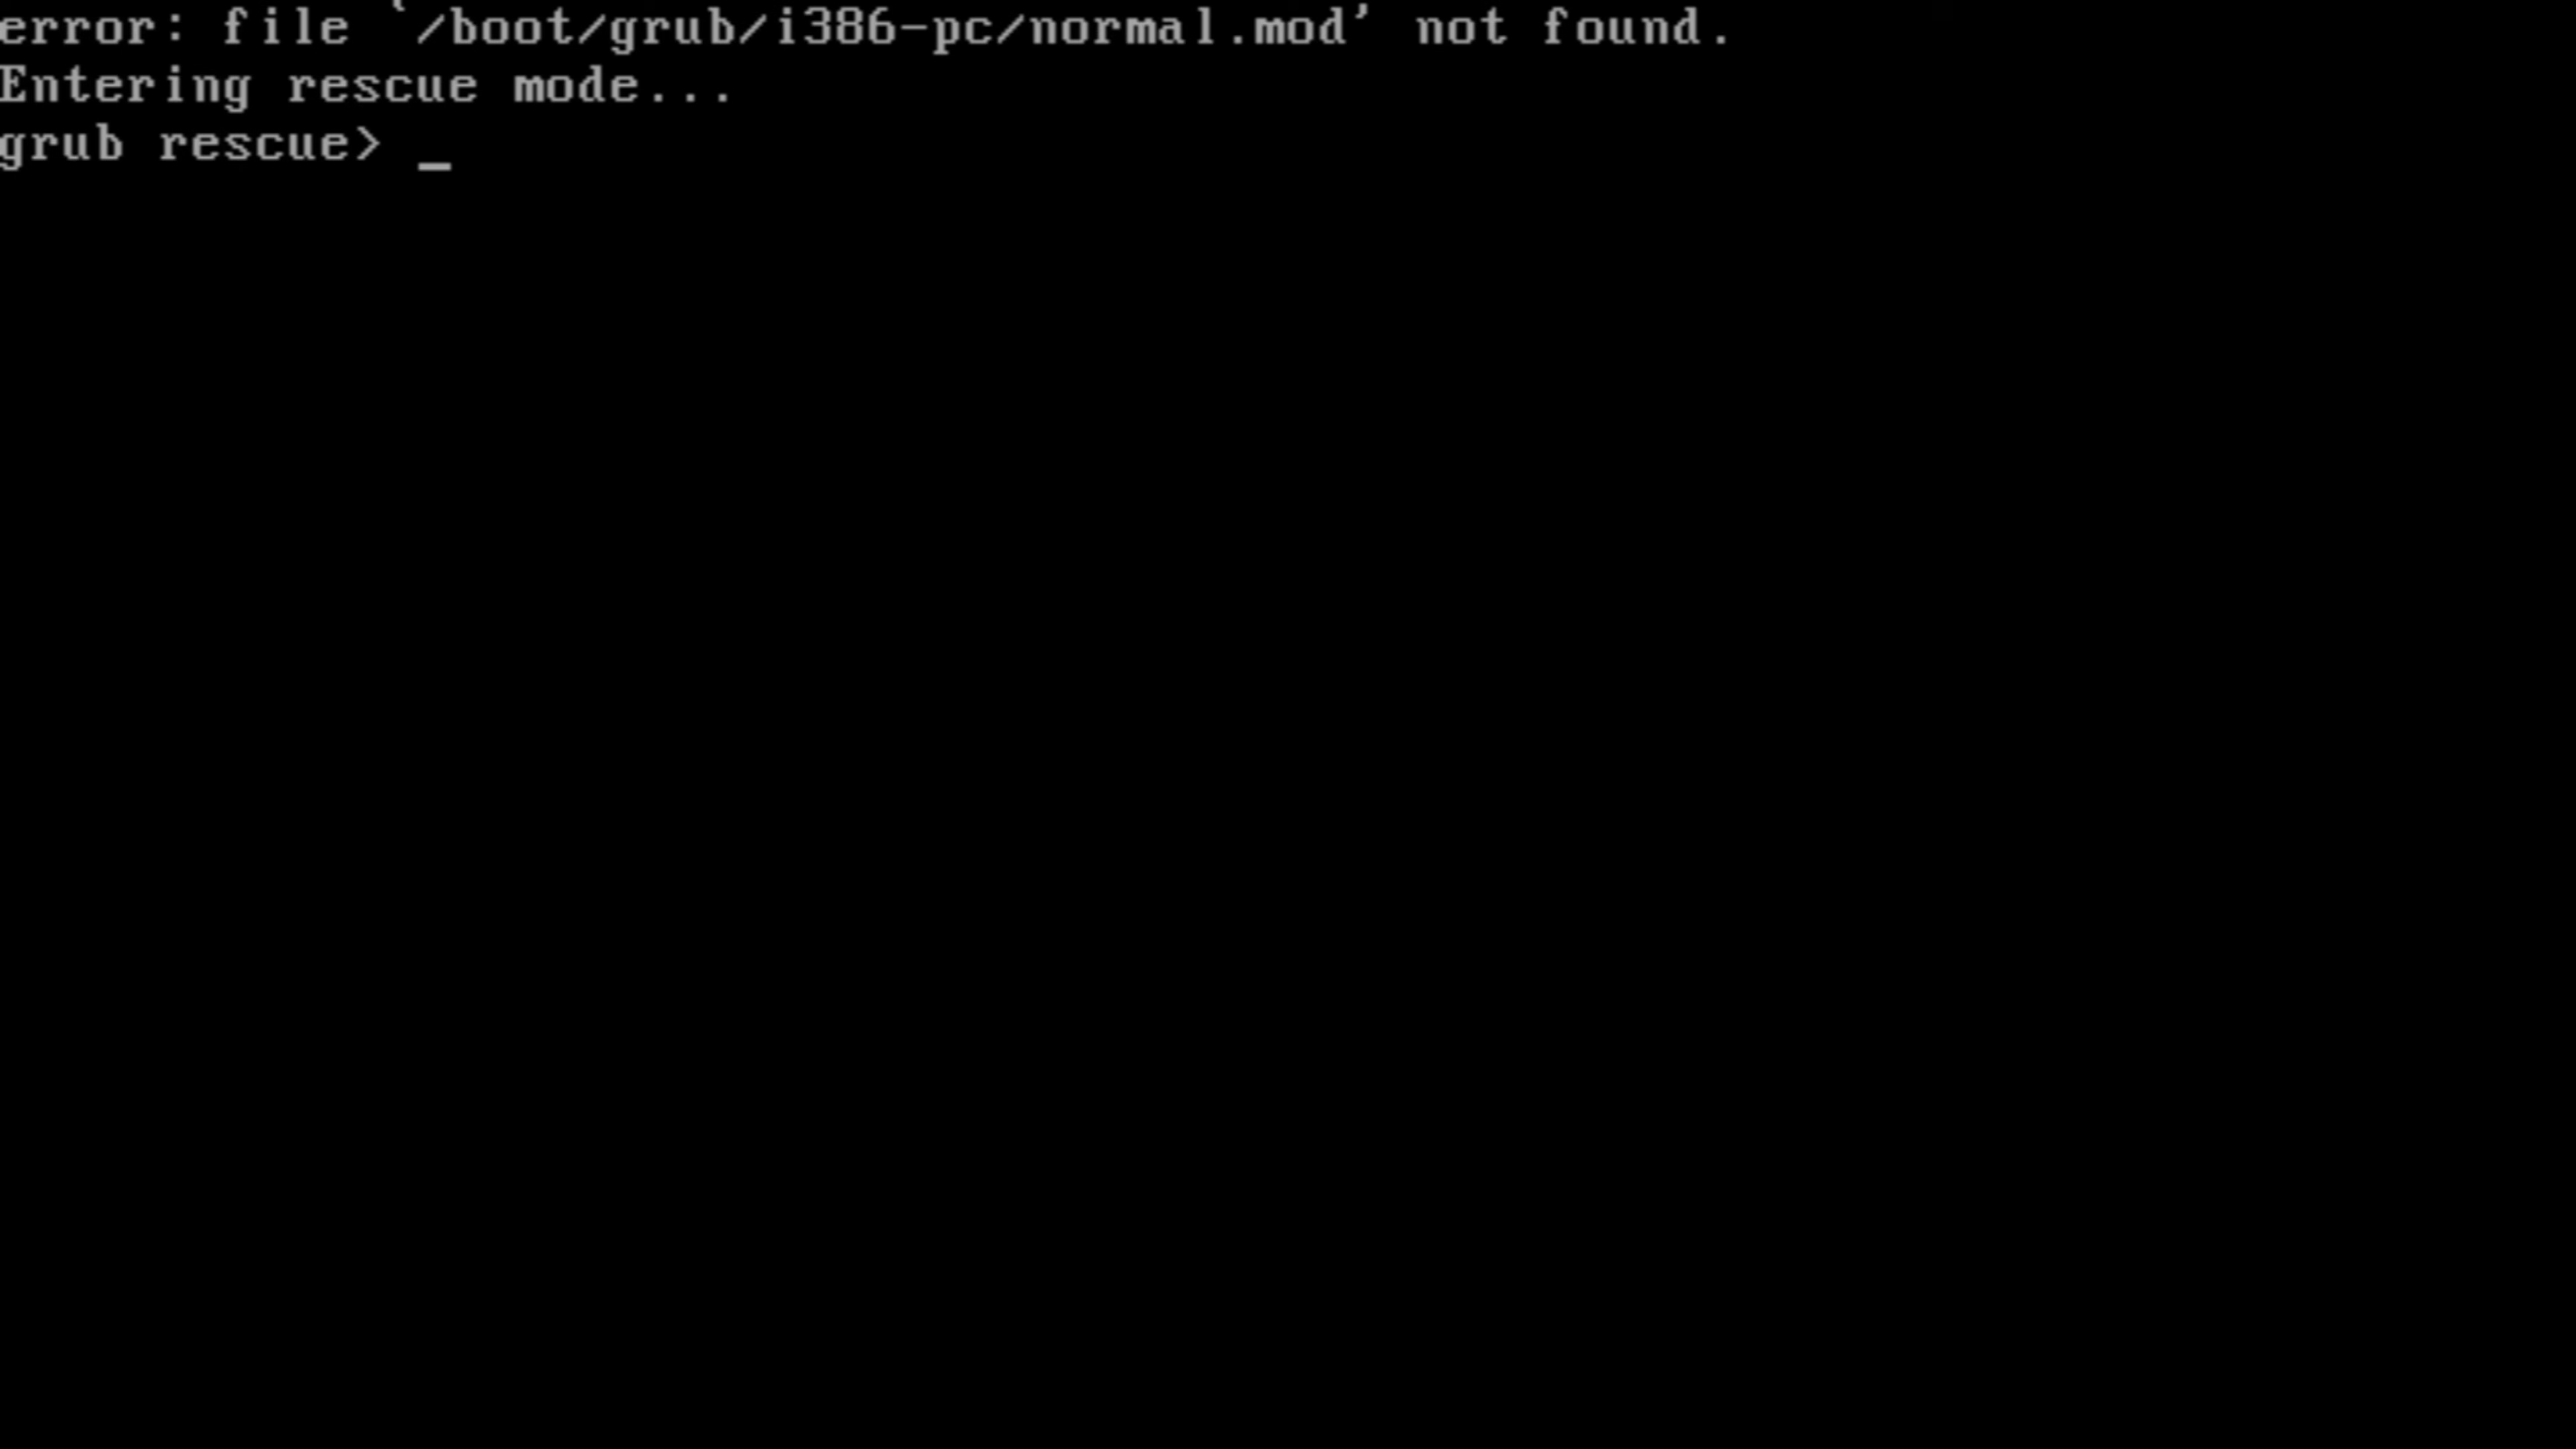 error: file `/boot/grub/i386-pc/normal.mod' not found.
Entering rescue mode...
grub rescue> _